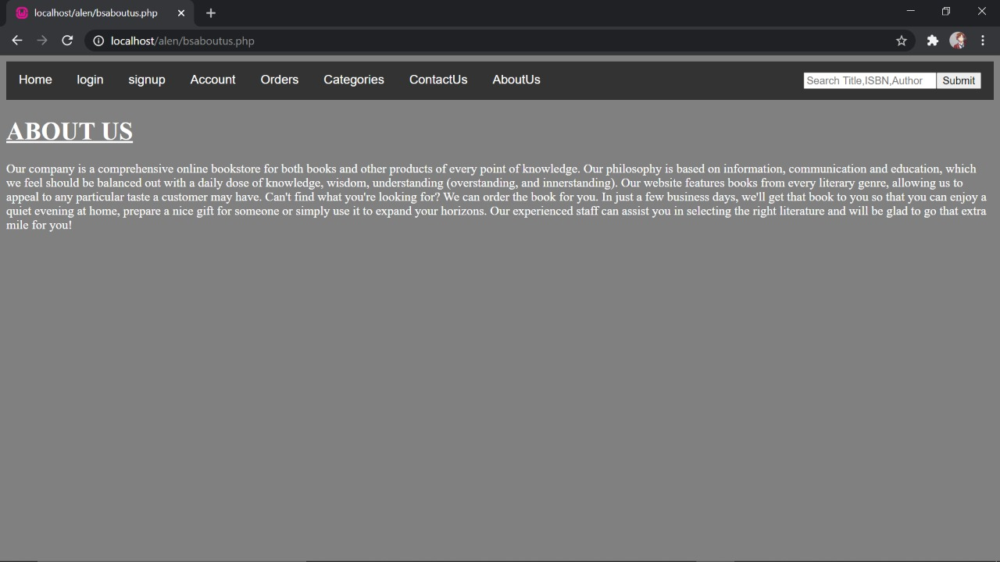 localhost/alen/bsaboutus.php
localhost/alen/bsaboutus.php
Home login signup Account Orders Categories ContactUs AboutUs Search Title,ISBN,Author Submit
ABOUT US
Our company is a comprehensive online bookstore for both books and other products of every point of knowledge. Our philosophy is based on information, communication and education, which
we feel should be balanced out with a daily dose of knowledge, wisdom, understanding (overstanding, and innerstanding). Our website features books from every literary genre, allowing us to
appeal to any particular taste a customer may have. Can't find what you're looking for? We can order the book for you. In just a few business days, we'll get that book to you so that you can enjoy a
quiet evening at home, prepare a nice gift for someone or simply use it to expand your horizons. Our experienced staff can assist you in selecting the right literature and will be glad to go that extra
mile for you!